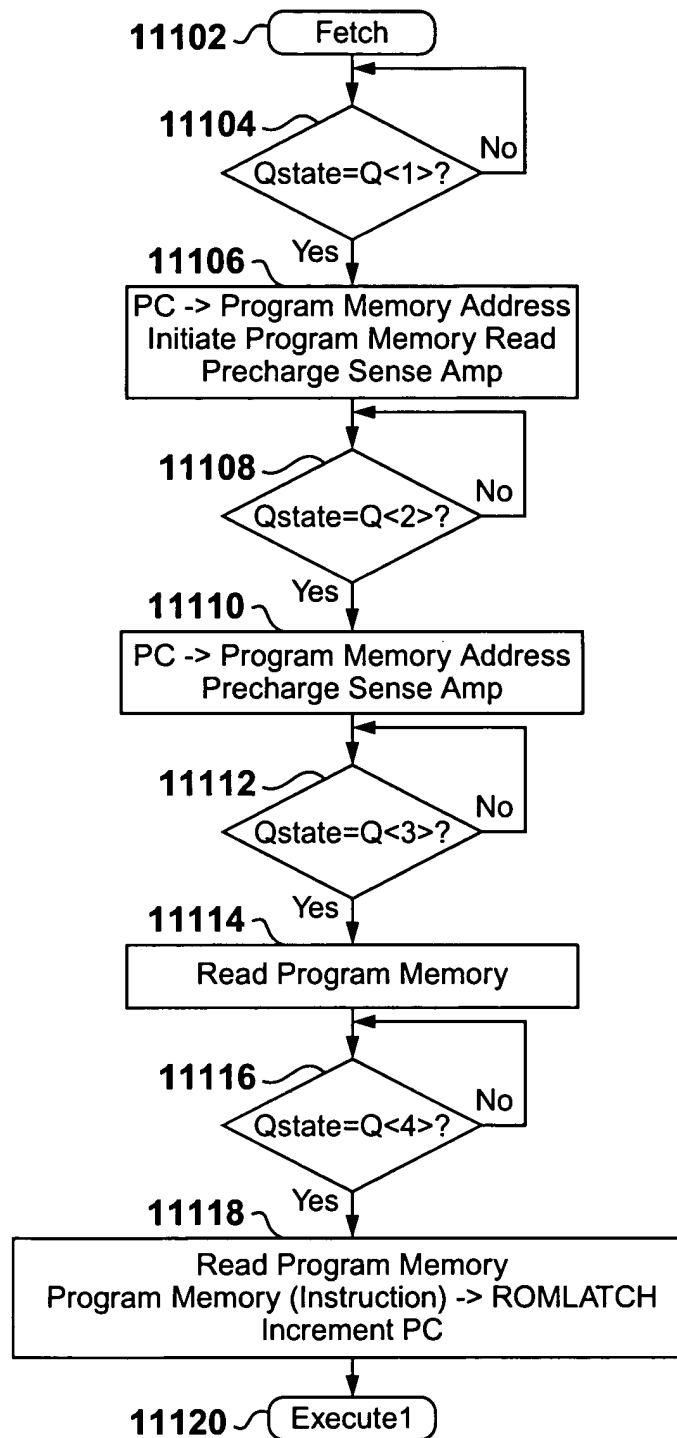 11102 Fetch
11104
No
Qstate=Q<1>?
Yes
11106
PC -> Program Memory Address
Initiate Program Memory Read
Precharge Sense Amp
11108
No
Qstate=Q<2>?
Yes
11110
PC -> Program Memory Address
Precharge Sense Amp
11112
No
Qstate=Q<3>?
Yes
11114
Read Program Memory
11116
No
Qstate=Q<4>?
Yes
11118
Read Program Memory
Program Memory (Instruction) -> ROMLATCH
Increment PC
11120 Execute1